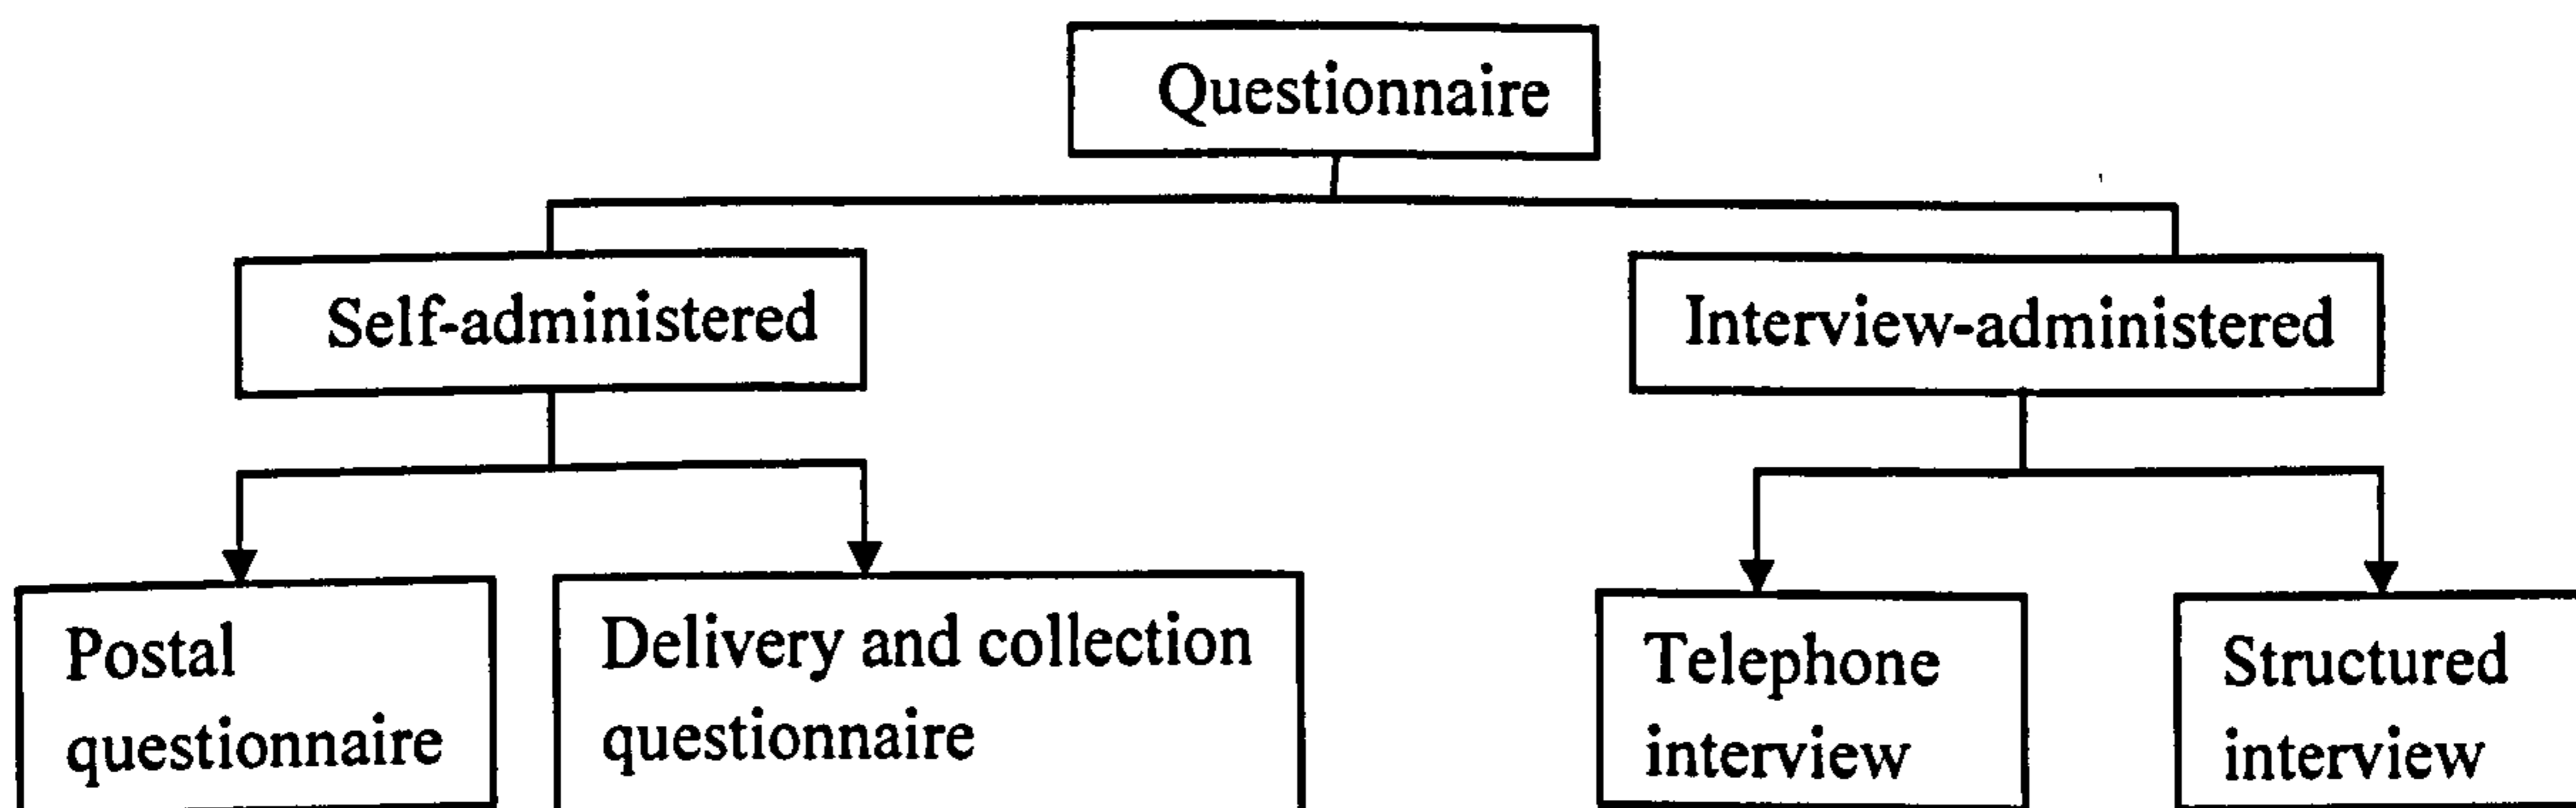 Questionnaire
Self-administered
Interview-administered
Postal
questionnaire
Delivery and collection
questionnaire
Telephone
interview
Structured
interview